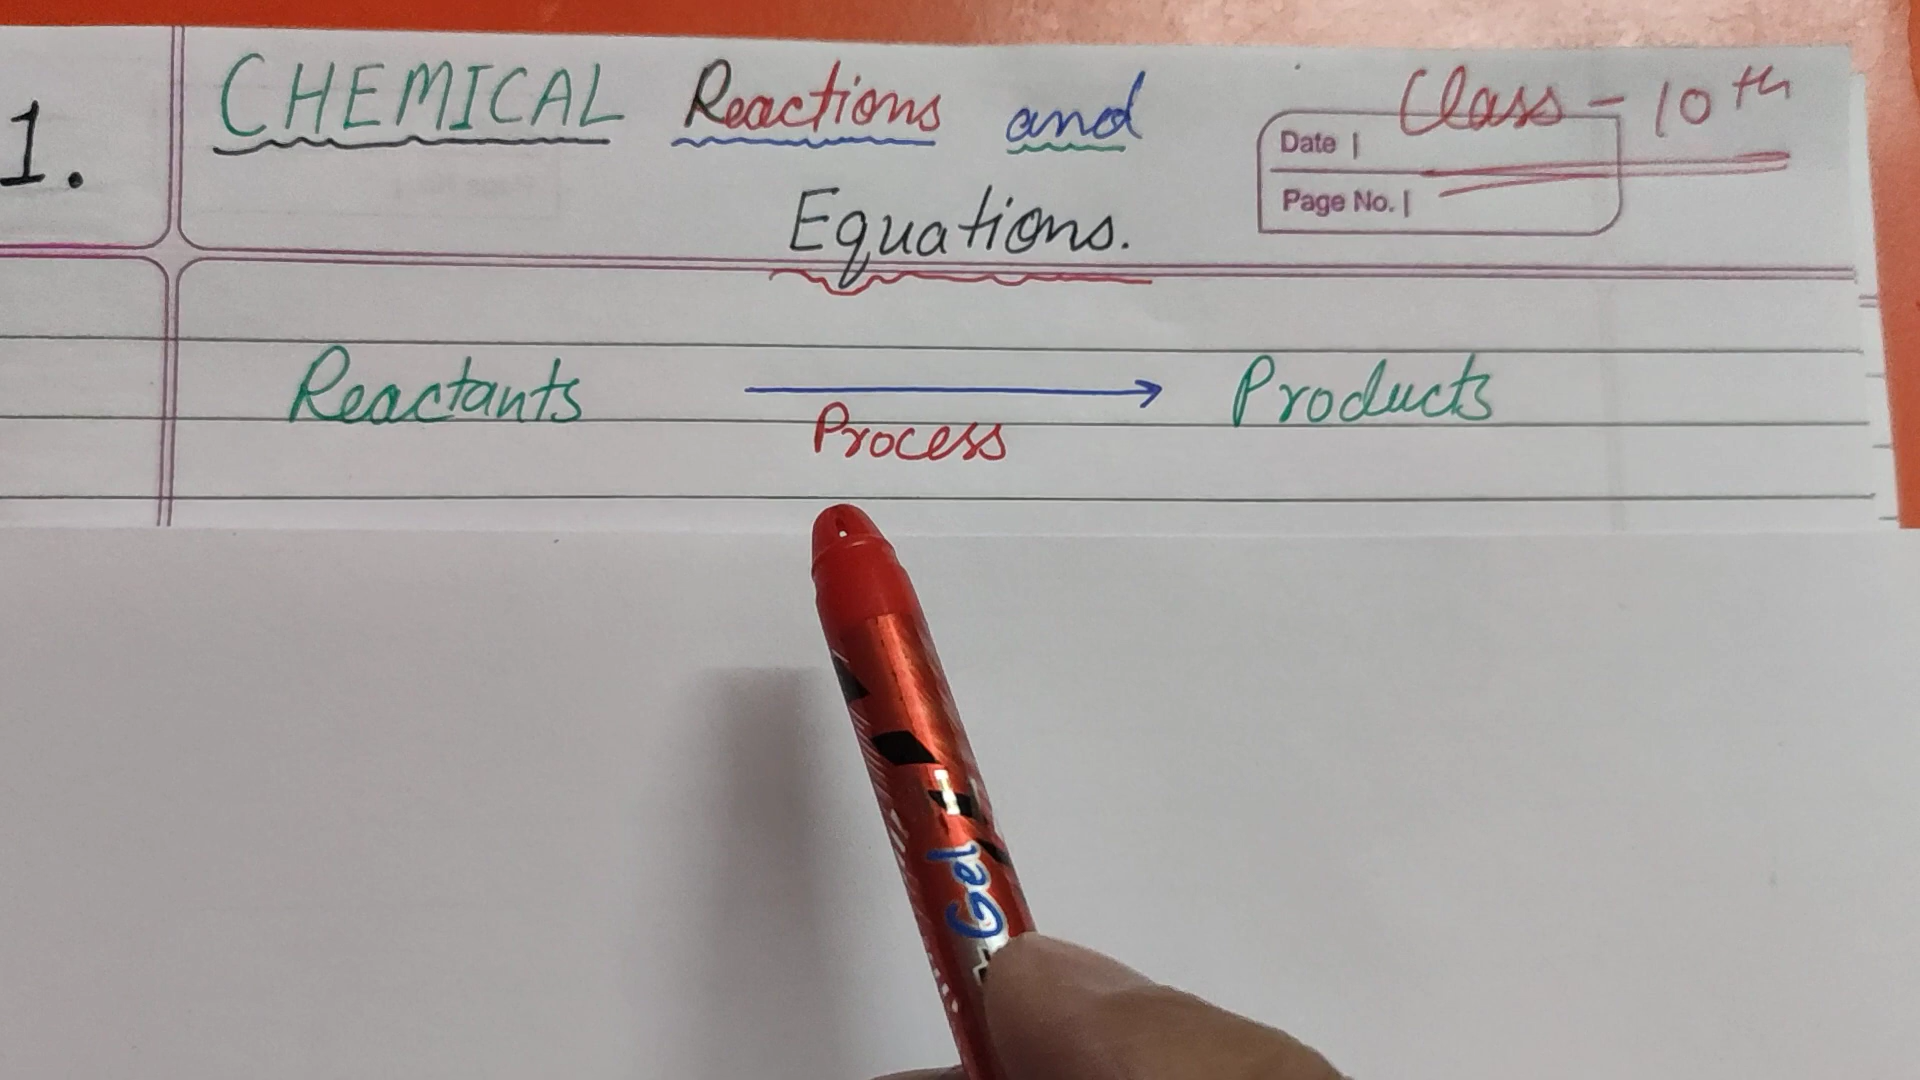 1. CHEMICAL Reactions and
Equations.
Class - 10th
Date
Page No.
Reactants → Products
Process
Gel